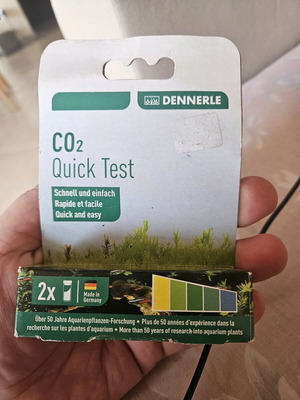 DENNERLE
CO₂
Quick Test
Schnell und einfach
Rapide et facile
Quick and easy
2x
Made in
Germany
Über 50 Jahre Aquarienpflanzen-Forschung • Plus de 50 années d'expérience dans la
recherche sur les plantes d'aquarium • More than 50 years of research into aquarium plants